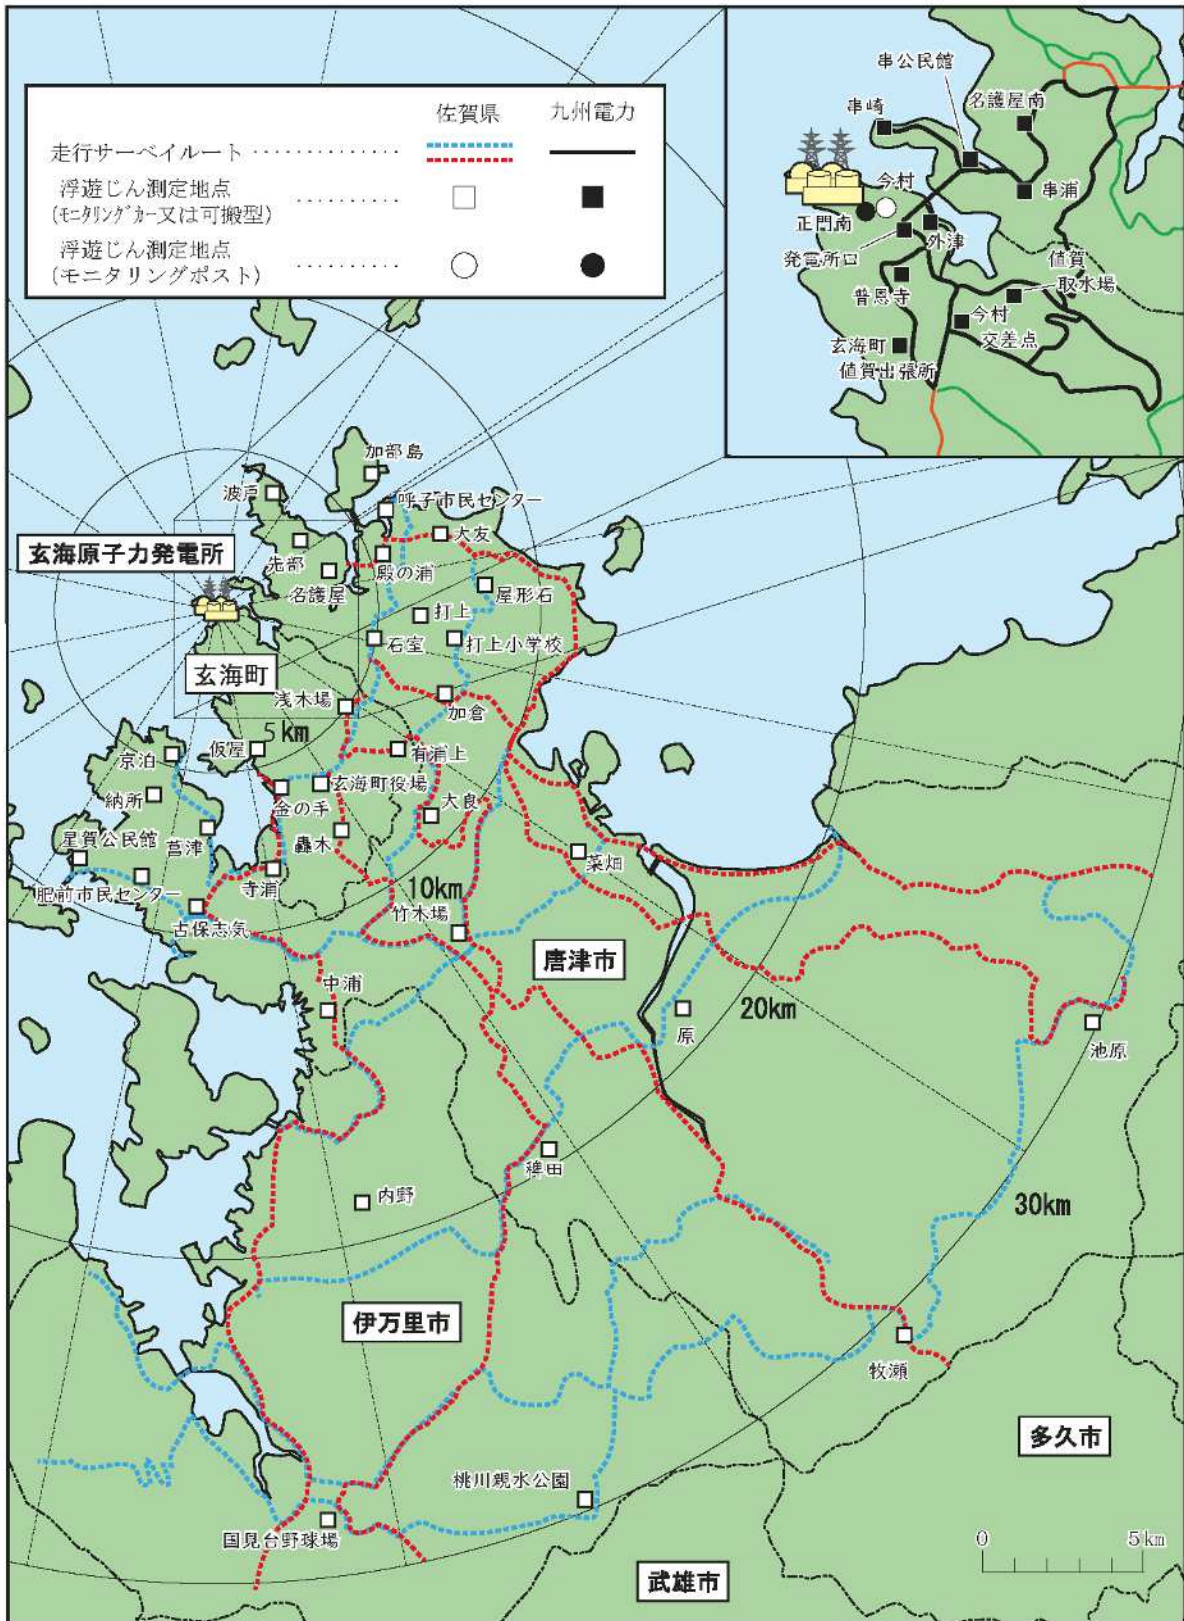 佐賀県 九州電力
走行サーベイルート ・・・・・・・・・・・・・
浮遊じん測定地点 ・・・・・・・・・
(モニタリングカー又は可搬型)
浮遊じん測定地点 ・・・・・・・・・
(モニタリングポスト)
串公民館
串崎
名護屋南
今村
正門南
串浦
外津
発電所口
値賀
取水場
普恩寺
今村
交差点
玄海町
値賀出張所
加部島
波戸
呼子市民センター
大友
玄海原子力発電所
先部
殿の浦
名護屋
屋形石
打上
石室
打上小学校
玄海町
浅木場
加倉
5km
仮屋
有浦上
京泊
玄海町役場
納所
金の手
大良
星賀公民館
菖津
轟木
菜畑
肥前市民センター
寺浦
10km
古保志気
竹木場
唐津市
中浦
20km
原
池原
稗田
内野
30km
伊万里市
牧瀬
多久市
桃川親水公園
国見台野球場
0 5km
武雄市